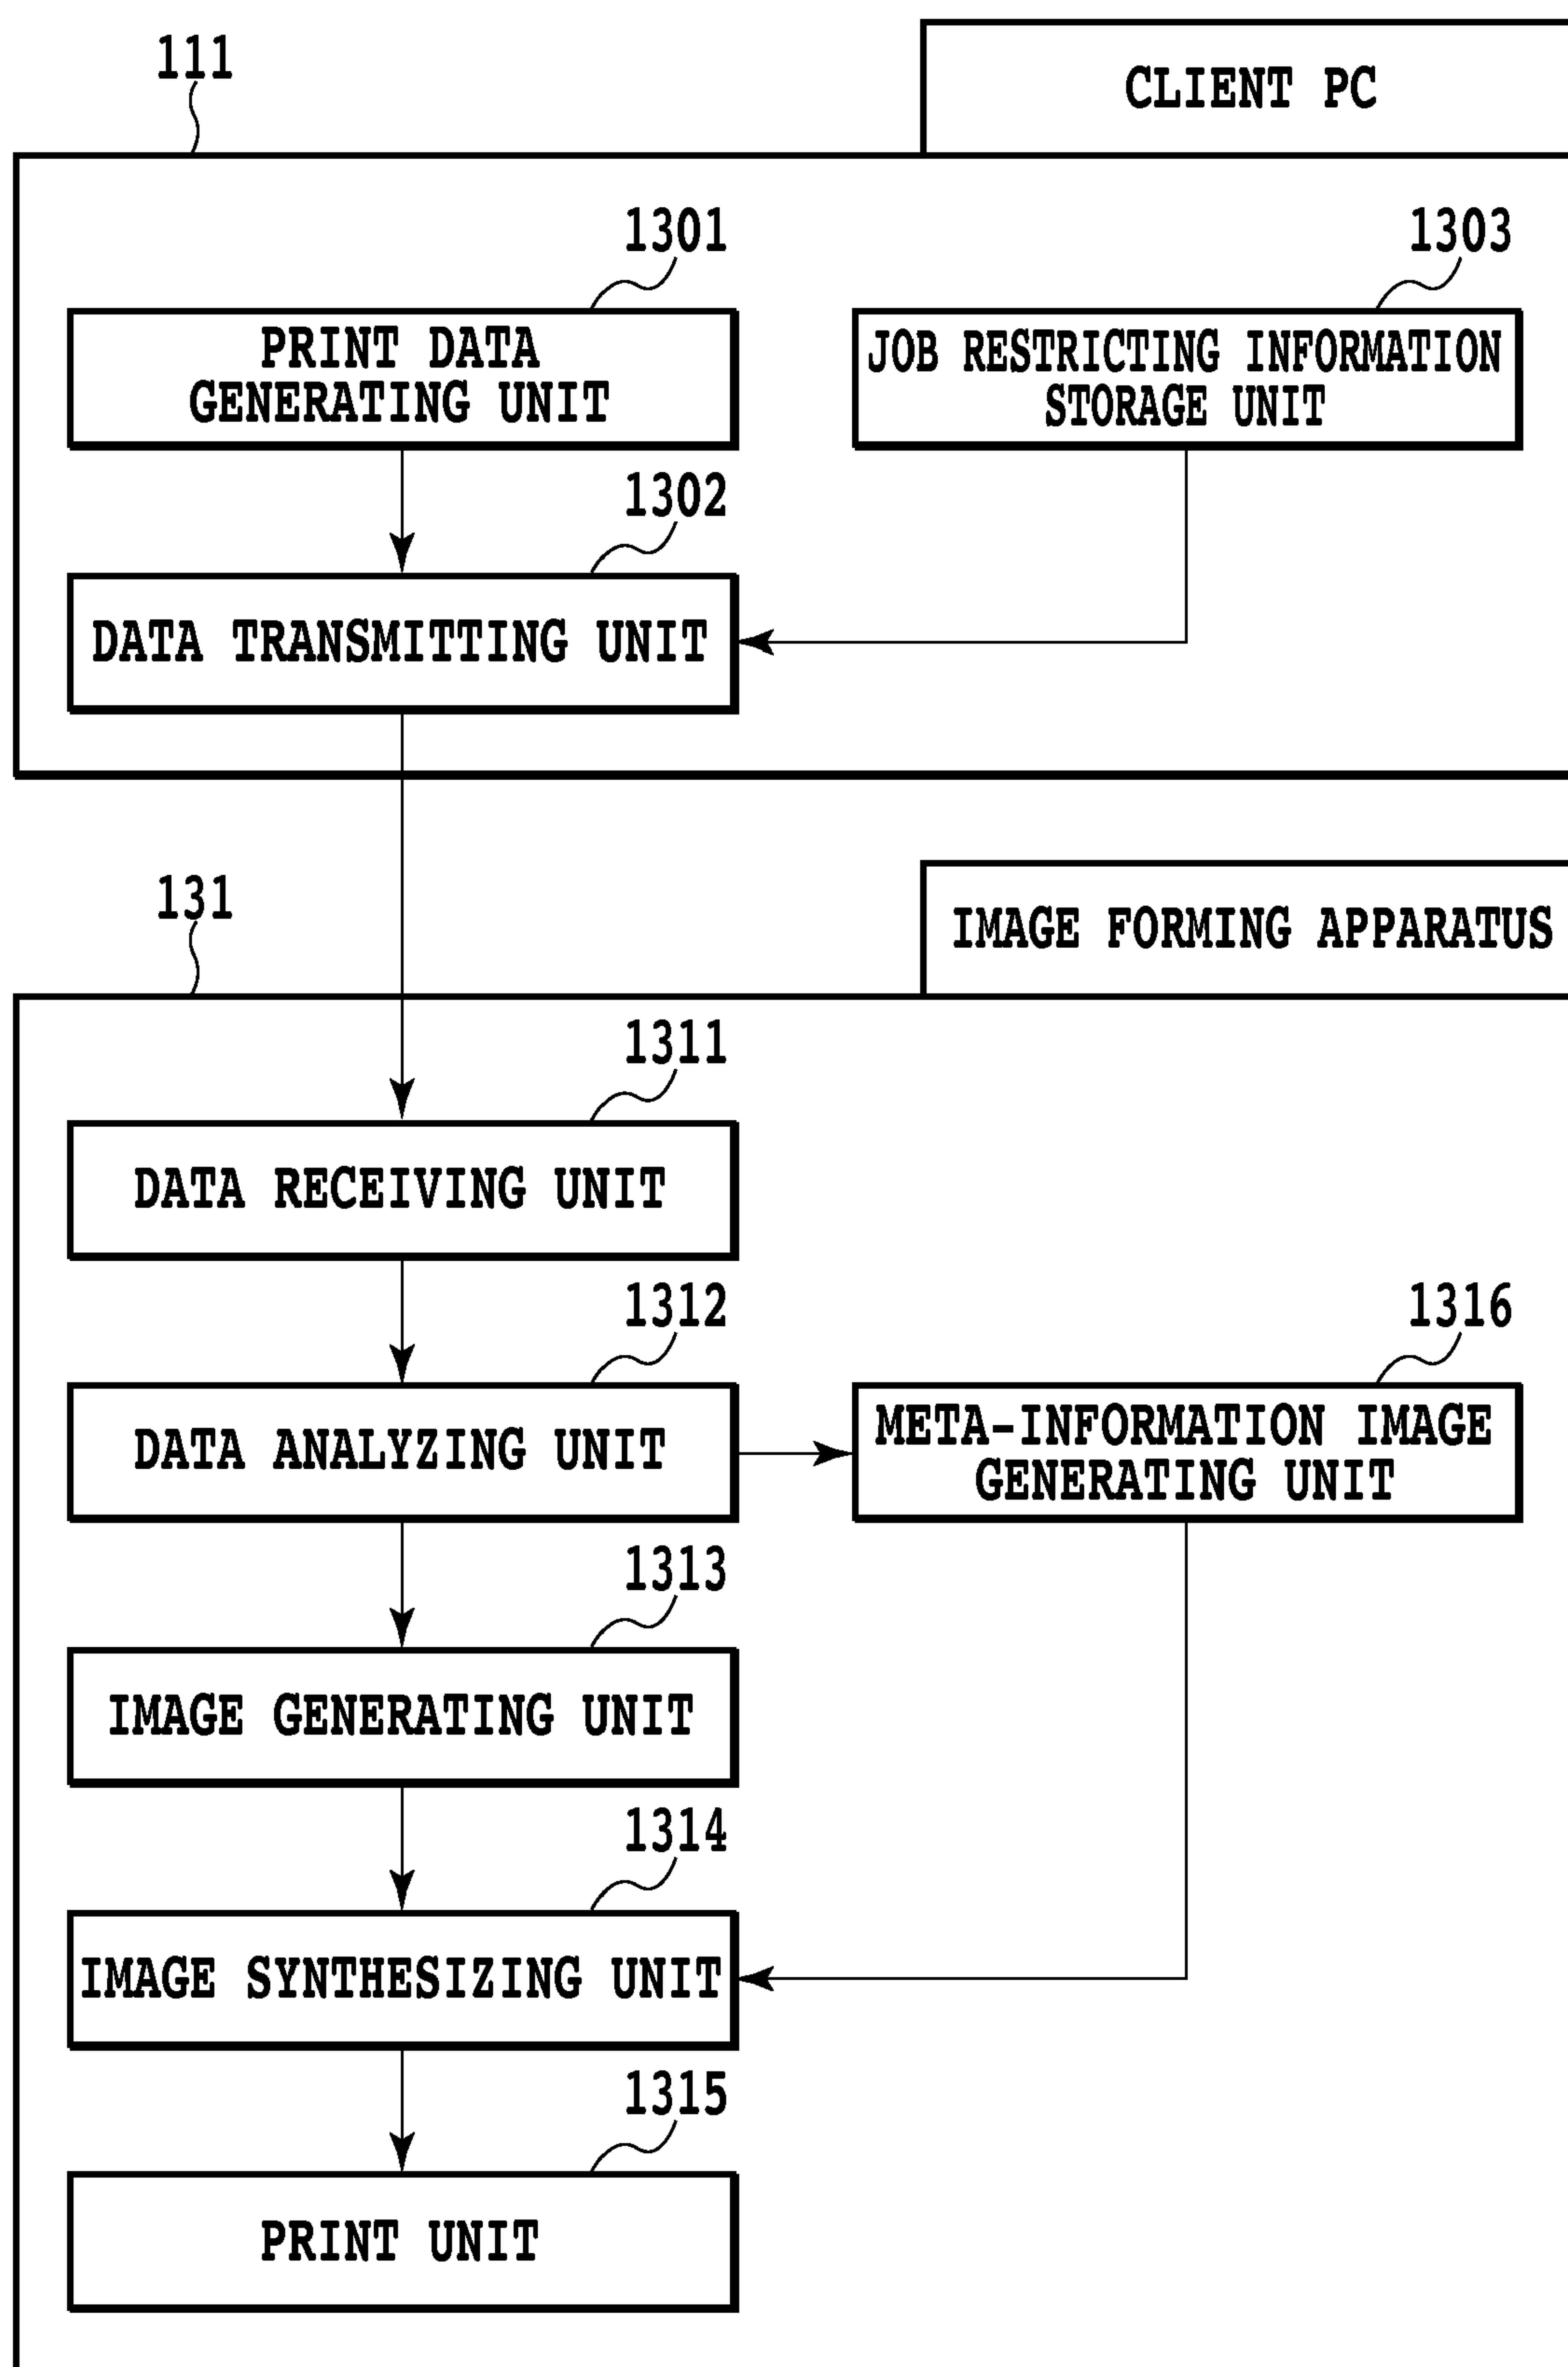 111
CLIENT PC
1301
1303
PRINT DATA
GENERATING UNIT
JOB RESTRICTING INFORMATION
STORAGE UNIT
1302
DATA TRANSMITTING UNIT
131
IMAGE FORMING APPARATUS
1311
DATA RECEIVING UNIT
1312
1316
DATA ANALYZING UNIT
META-INFORMATION IMAGE
GENERATING UNIT
1313
IMAGE GENERATING UNIT
1314
IMAGE SYNTHESIZING UNIT
1315
PRINT UNIT